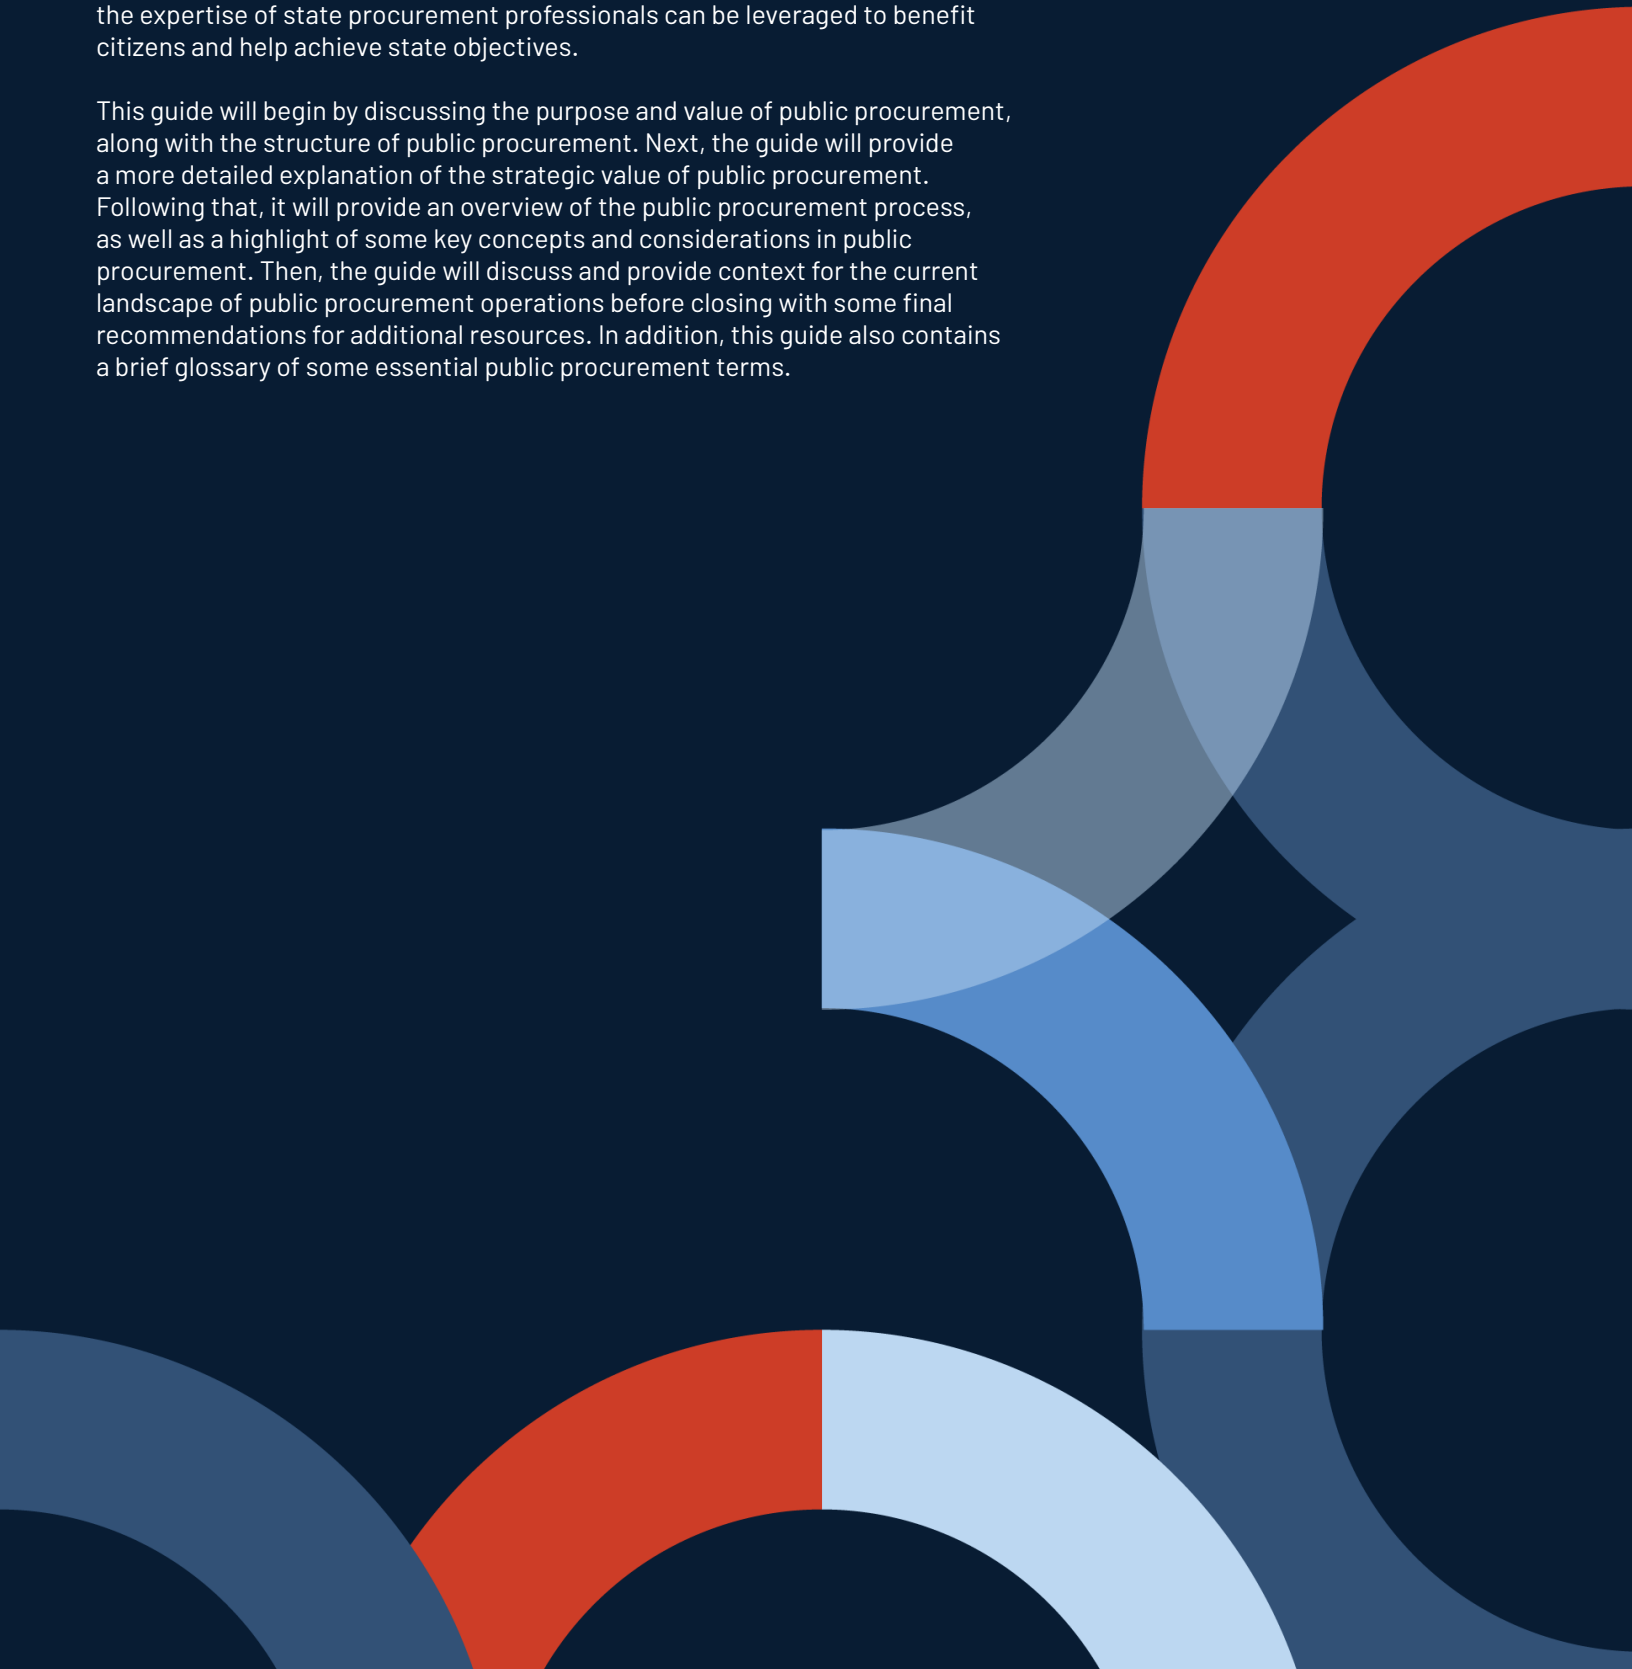 the expertise of state procurement professionals can be leveraged to benefit
citizens and help achieve state objectives.
This guide will begin by discussing the purpose and value of public procurement,
along with the structure of public procurement. Next, the guide will provide
a more detailed explanation of the strategic value of public procurement.
Following that, it will provide an overview of the public procurement process,
as well as a highlight of some key concepts and considerations in public
procurement. Then, the guide will discuss and provide context for the current
landscape of public procurement operations before closing with some final
recommendations for additional resources. In addition, this guide also contains
a brief glossary of some essential public procurement terms.